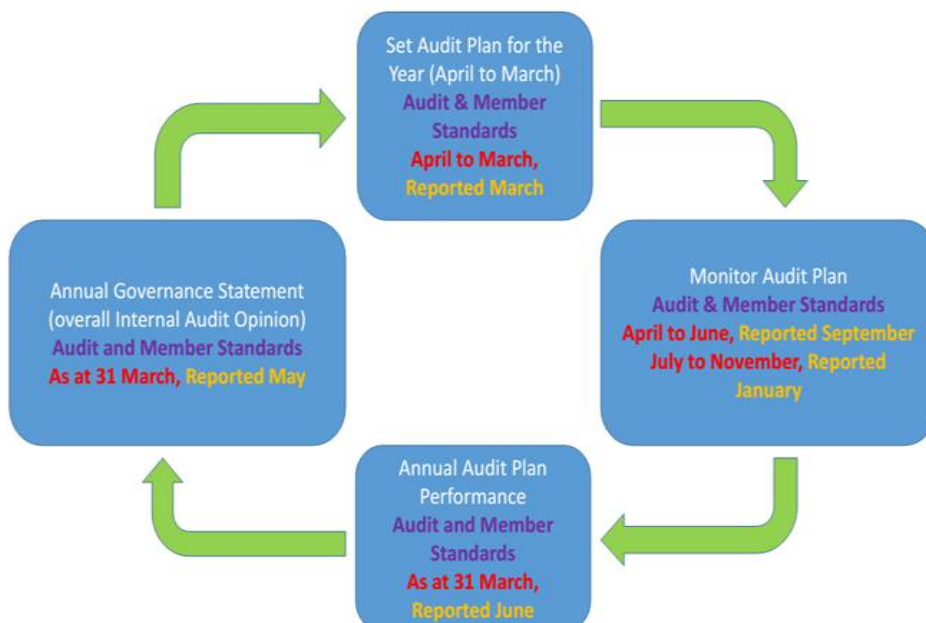 Set Audit Plan for the
Year (April to March)
Audit & Member
Standards
April to March,
Reported March
Monitor Audit Plan
Audit & Member Standards
April to June, Reported September
July to November, Reported
January
Annual Audit Plan
Performance
Audit and Member
Standards
As at 31 March,
Reported June
Annual Governance Statement
(overall Internal Audit Opinion)
Audit and Member Standards
As at 31 March, Reported May